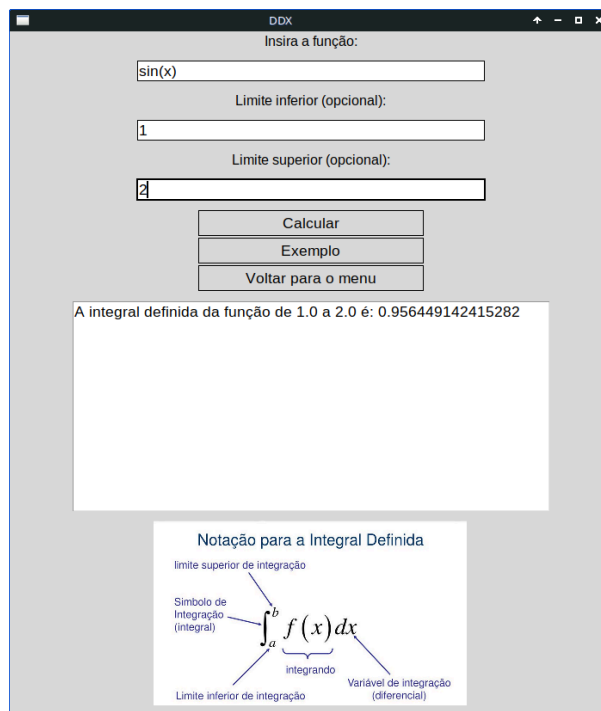 DDX
Insira a função:
sin(x)
Limite inferior (opcional):
1
Limite superior (opcional):
2
Calcular
Exemplo
Voltar para o menu
A integral definida da função de 1.0 a 2.0 é: 0.956449142415282
Notação para a Integral Definida
limite superior de integração
Simbolo de
Integração
(integral)
∫ₐᵇ f(x)dx
integrando
Variável de integração
(diferencial)
Limite inferior de integração